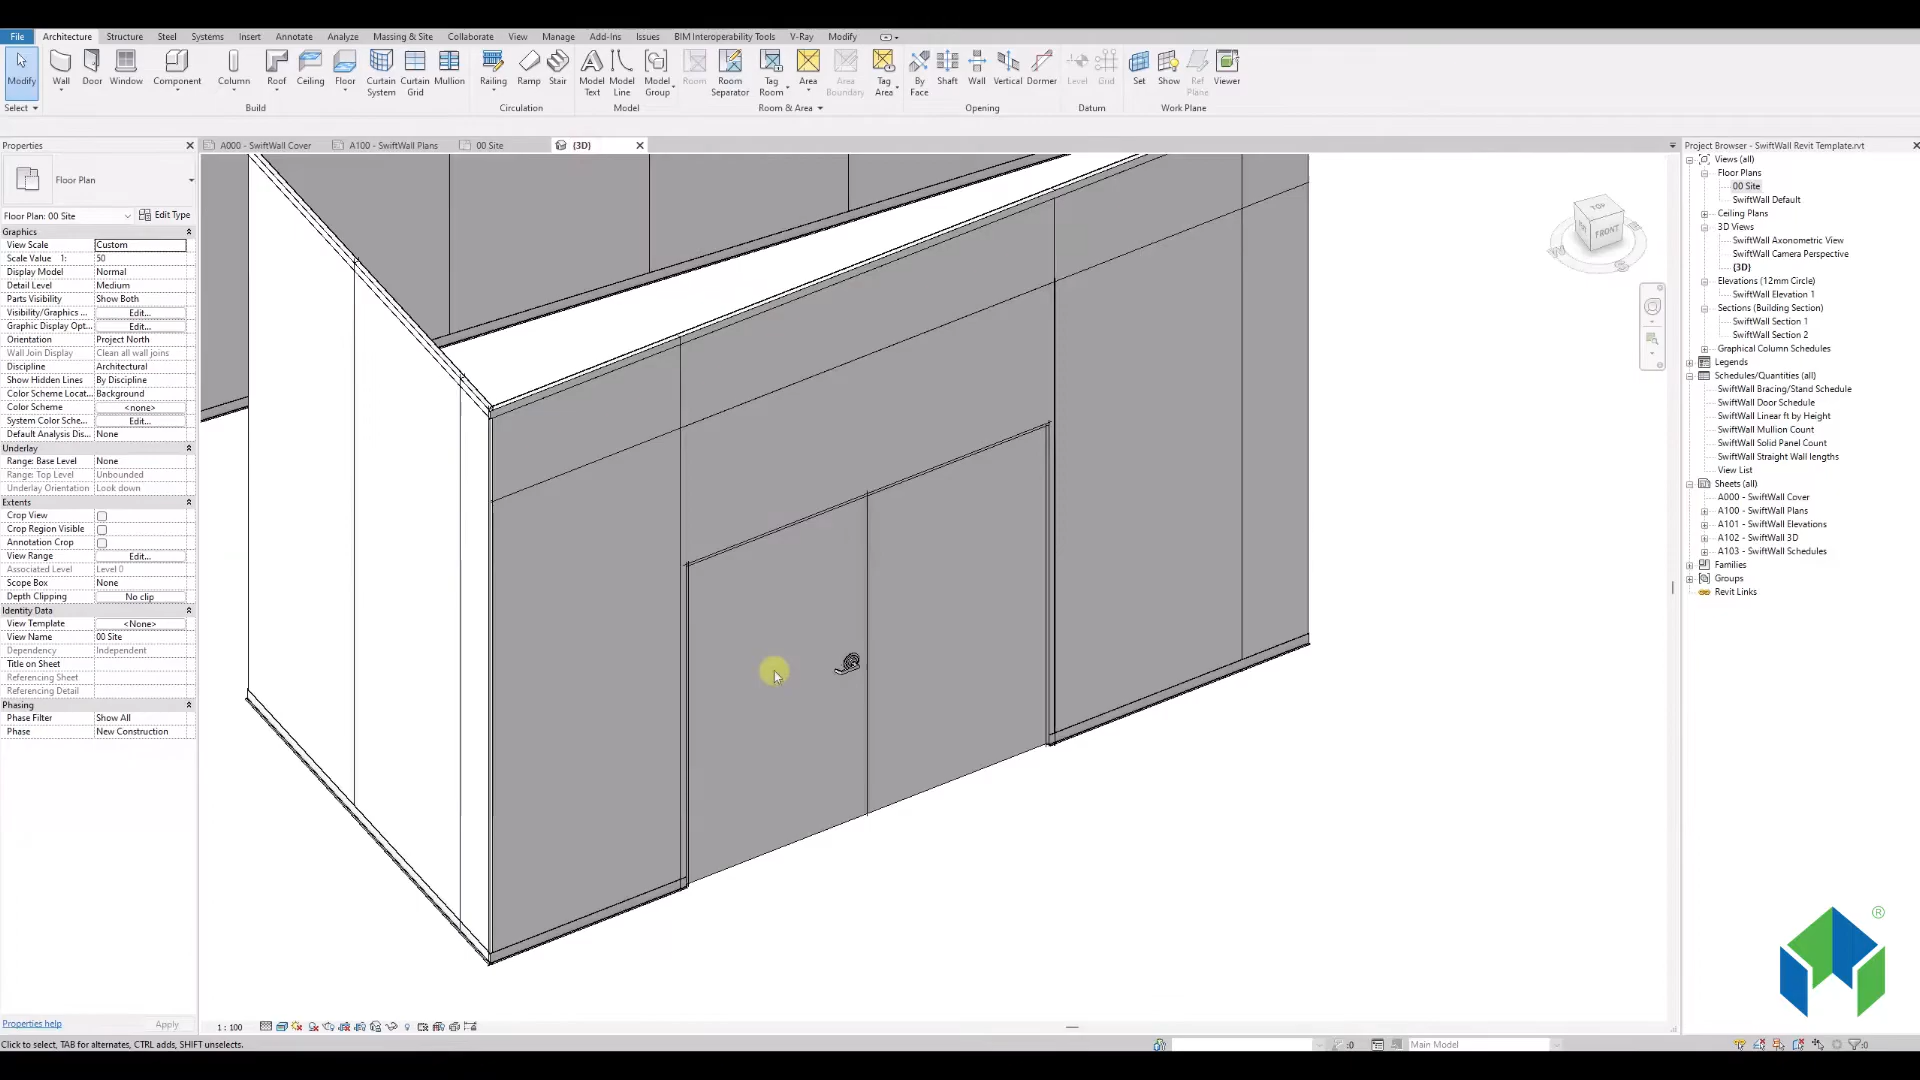 File Architecture Structure Steel Systems Insert Annotate Analyze Massing & Site Collaborate View Manage Add-Ins Issues BIM Interoperability Tools V-Ray Modify
Modify Wall Door Window Component Column Roof Ceiling Floor Curtain System Curtain Grid Mullion Railing Ramp Stair Model Text Model Line Model Group Room Room Separator Tag Room Area Area Boundary Tag Area By Face Shaft Wall Vertical Dormer Level Grid Set Show Ref Plane Viewer
Select Build Circulation Model Room & Area Opening Datum Work Plane
Properties
A000 - SwiftWall Cover A100 - SwiftWall Plans 00 Site {3D}
Floor Plan
Floor Plan: 00 Site Edit Type
Graphics
View Scale Custom
Scale Value 1: 50
Display Model Normal
Detail Level Medium
Parts Visibility Show Both
Visibility/Graphics ... Edit...
Graphic Display Opt... Edit...
Orientation Project North
Wall Join Display Clean all wall joins
Discipline Architectural
Show Hidden Lines By Discipline
Color Scheme Locat... Background
Color Scheme <none>
System Color Sche... Edit...
Default Analysis Dis... None
Underlay
Range: Base Level None
Range: Top Level Unbounded
Underlay Orientation Look down
Extents
Crop View
Crop Region Visible
Annotation Crop
View Range Edit...
Associated Level Level 0
Scope Box None
Depth Clipping No clip
Identity Data
View Template <None>
View Name 00 Site
Dependency Independent
Title on Sheet
Referencing Sheet
Referencing Detail
Phasing
Phase Filter Show All
Phase New Construction
Properties help Apply
TOP
FRONT
Project Browser - SwiftWall Revit Template.rvt
Views (all)
Floor Plans
00 Site
SwiftWall Default
Ceiling Plans
3D Views
SwiftWall Axonometric View
SwiftWall Camera Perspective
{3D}
Elevations (12mm Circle)
SwiftWall Elevation 1
Sections (Building Section)
SwiftWall Section 1
SwiftWall Section 2
Graphical Column Schedules
Legends
Schedules/Quantities (all)
SwiftWall Bracing/Stand Schedule
SwiftWall Door Schedule
SwiftWall Linear ft by Height
SwiftWall Mullion Count
SwiftWall Solid Panel Count
SwiftWall Straight Wall lengths
View List
Sheets (all)
A000 - SwiftWall Cover
A100 - SwiftWall Plans
A101 - SwiftWall Elevations
A102 - SwiftWall 3D
A103 - SwiftWall Schedules
Families
Groups
Revit Links
®
1 : 100
Click to select, TAB for alternates, CTRL adds, SHIFT unselects. :0 Main Model :0